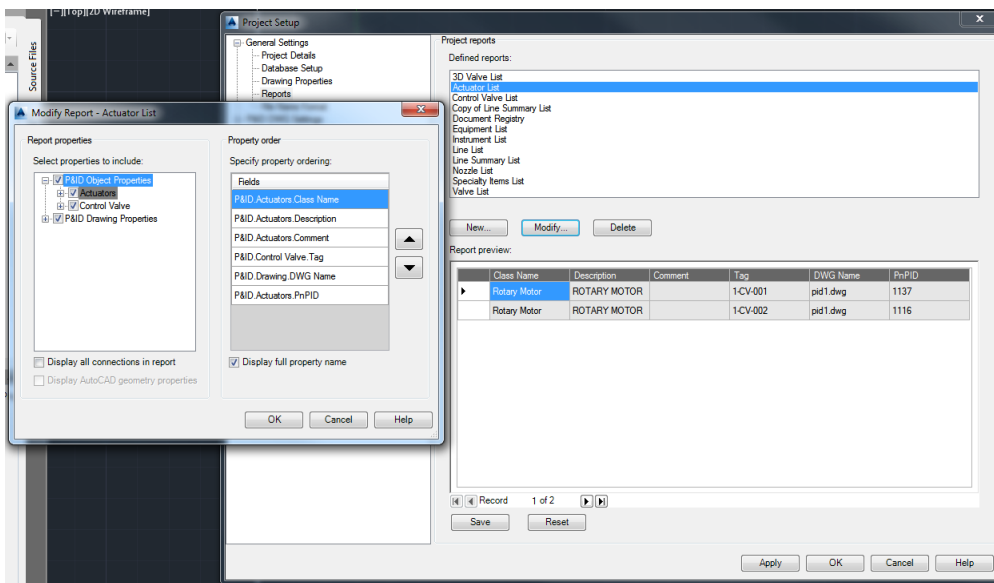 [−][Top][2D Wireframe]
Source Files
Project Setup
General Settings
Project Details
Database Setup
Drawing Properties
Reports
Project reports
Defined reports:
3D Valve List
Actuator List
Control Valve List
Copy of Line Summary List
Document Registry
Equipment List
Instrument List
Line List
Line Summary List
Nozzle List
Specialty Items List
Valve List
New...
Modify...
Delete
Report preview:
Class Name Description Comment Tag DWG Name PnPID
Rotary Motor ROTARY MOTOR 1-CV-001 pid1.dwg 1137
Rotary Motor ROTARY MOTOR 1-CV-002 pid1.dwg 1116
Record 1 of 2
Save
Reset
Apply
OK
Cancel
Help
Modify Report - Actuator List
Report properties
Select properties to include:
P&ID Object Properties
Actuators
Control Valve
P&ID Drawing Properties
Display all connections in report
Display AutoCAD geometry properties
Property order
Specify property ordering:
Fields
P&ID.Actuators.Class Name
P&ID.Actuators.Description
P&ID.Actuators.Comment
P&ID.Control Valve.Tag
P&ID.Drawing.DWG Name
P&ID.Actuators.PnPID
Display full property name
OK
Cancel
Help